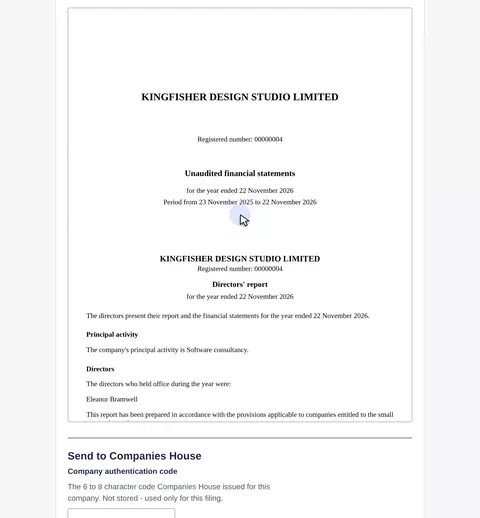 KINGFISHER DESIGN STUDIO LIMITED
Registered number: 00000004
Unaudited financial statements
for the year ended 22 November 2026
Period from 23 November 2025 to 22 November 2026
KINGFISHER DESIGN STUDIO LIMITED
Registered number: 00000004
Directors' report
for the year ended 22 November 2026
The directors present their report and the financial statements for the year ended 22 November 2026.
Principal activity
The company's principal activity is Software consultancy.
Directors
The directors who held office during the year were:
Eleanor Bramwell
This report has been prepared in accordance with the provisions applicable to companies entitled to the small
Send to Companies House
Company authentication code
The 6 to 8 character code Companies House issued for this
company. Not stored - used only for this filing.